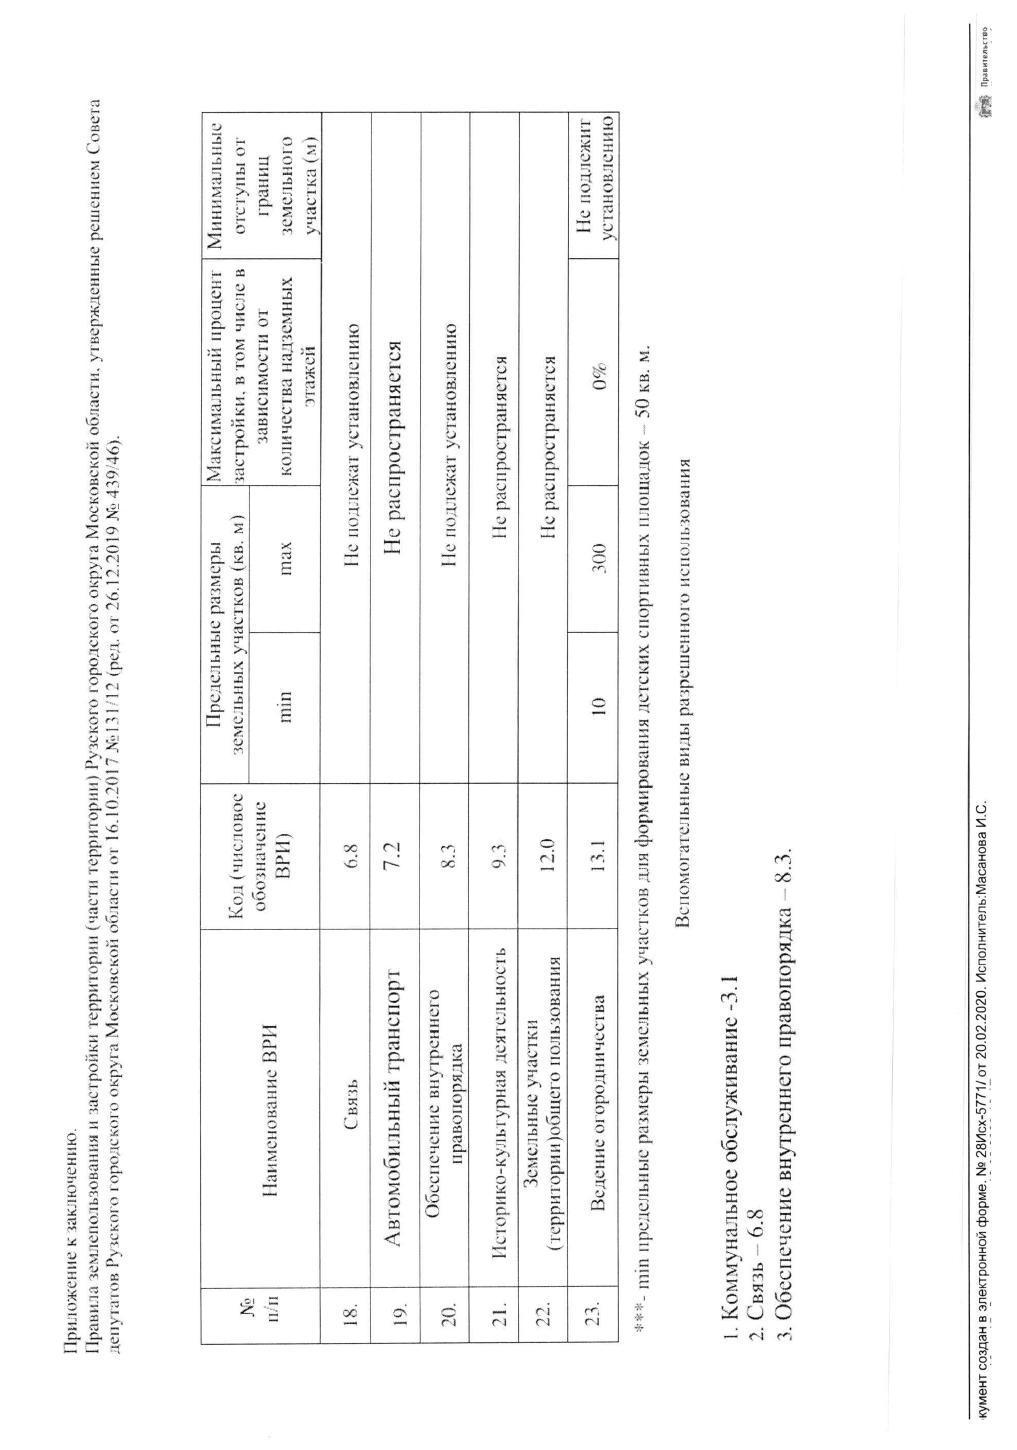 Приложение к заключению.
Правила землепользования и застройки территории (части территории) Рузского городского округа Московской области, утвержденные решением Совета
депутатов Рузского городского округа Московской области от 16.10.2017 №131/12 (ред. от 26.12.2019 № 439/46).
№ п/п
Наименование ВРИ
Код (числовое обозначение ВРИ)
Предельные размеры земельных участков (кв. м)
min
max
Максимальный процент застройки, в том числе в зависимости от количества надземных этажей
Минимальные отступы от границ земельного участка (м)
18. Связь 6.8 Не подлежат установлению
19. Автомобильный транспорт 7.2 Не распространяется
20. Обеспечение внутреннего правопорядка 8.3 Не подлежат установлению
21. Историко-культурная деятельность 9.3 Не распространяется
22. Земельные участки (территории)общего пользования 12.0 Не распространяется
23. Ведение огородничества 13.1 10 300 0% Не подлежит установлению
***- min предельные размеры земельных участков для формирования детских спортивных площадок – 50 кв. м.
Вспомогательные виды разрешенного использования
1. Коммунальное обслуживание -3.1
2. Связь – 6.8
3. Обеспечение внутреннего правопорядка – 8.3.
кумент создан в электронной форме. № 28Исх-5771/ от 20.02.2020. Исполнитель:Масанова И.С.
Правительство